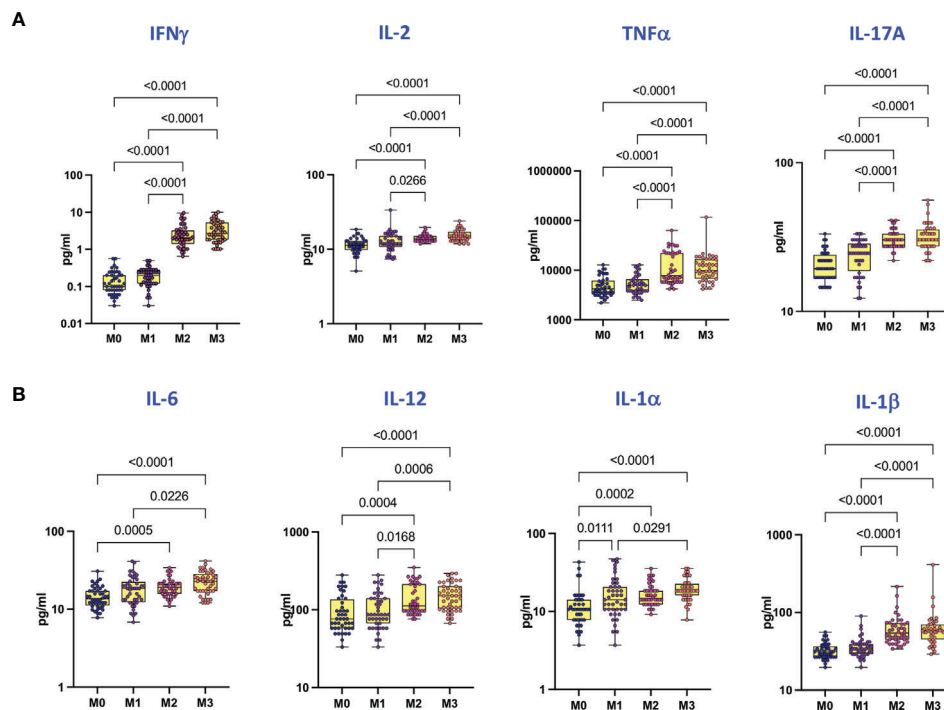 A
IFNγ
IL-2
TNFα
IL-17A
<0.0001
<0.0001
<0.0001
<0.0001
pg/ml
100
10
1
0.1
0.01
M0 M1 M2 M3
<0.0001
<0.0001
<0.0001
0.0266
pg/ml
100
10
1
M0 M1 M2 M3
<0.0001
<0.0001
<0.0001
<0.0001
pg/ml
1000000
100000
10000
1000
M0 M1 M2 M3
<0.0001
<0.0001
<0.0001
<0.0001
pg/ml
100
10
M0 M1 M2 M3
B
IL-6
IL-12
IL-1α
IL-1β
<0.0001
0.0226
0.0005
pg/ml
100
10
1
M0 M1 M2 M3
<0.0001
0.0006
0.0004
0.0168
pg/ml
1000
100
10
M0 M1 M2 M3
<0.0001
0.0002
0.0111 0.0291
pg/ml
100
10
1
M0 M1 M2 M3
<0.0001
<0.0001
<0.0001
<0.0001
pg/ml
1000
100
10
M0 M1 M2 M3